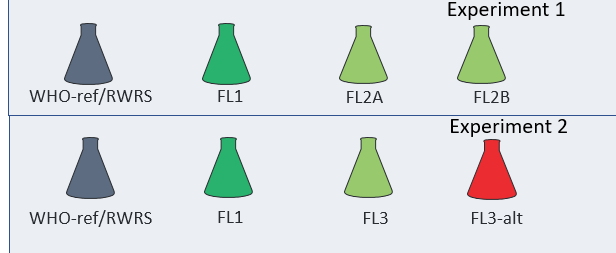 Experiment 1
WHO-ref/RWRS FL1 FL2A FL2B
Experiment 2
WHO-ref/RWRS FL1 FL3 FL3-alt